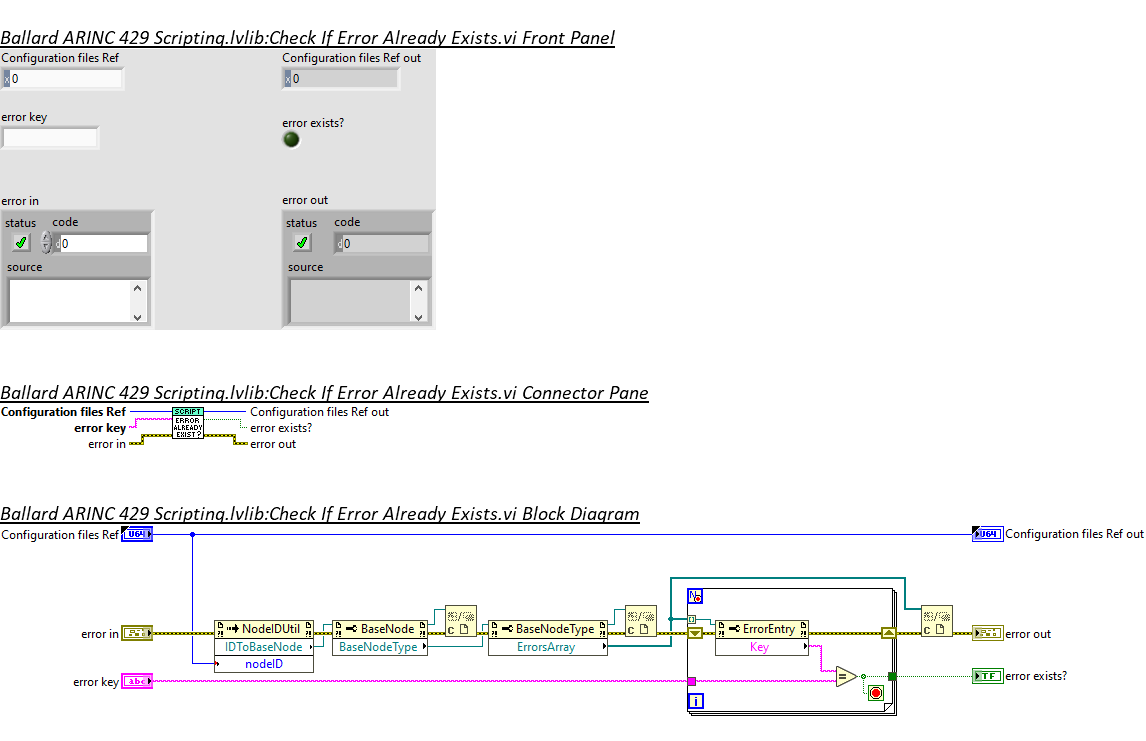 Ballard ARINC 429 Scripting.lvlib:Check If Error Already Exists.vi Front Panel
Configuration files Ref
Configuration files Ref out
x 0
x 0
error key
error exists?
error in
error out
status
code
status
code
d 0
d 0
source
source
Ballard ARINC 429 Scripting.lvlib:Check If Error Already Exists.vi Connector Pane
Configuration files Ref
SCRIPT
Configuration files Ref out
error key
ERROR
ALREADY
EXIST ?
error exists?
error in
error out
Ballard ARINC 429 Scripting.lvlib:Check If Error Already Exists.vi Block Diagram
Configuration files Ref
U64
U64
Configuration files Ref out
N
error in
NodeIDUtil
BaseNode
C
BaseNodeType
C
ErrorEntry
C
error out
IDToBaseNode
BaseNodeType
ErrorsArray
Key
nodeID
error key
abc
=
TF
error exists?
i